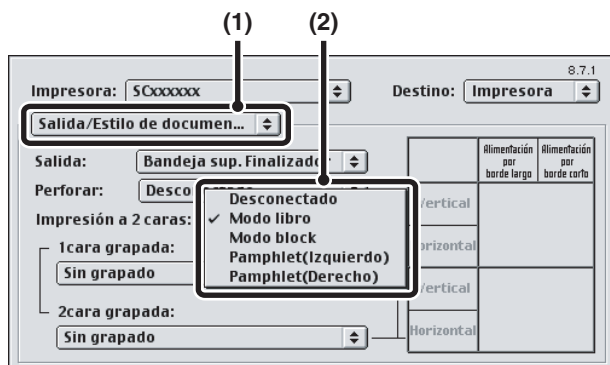 (1) (2)
8.7.1
Impresora: SCxxxxxx Destino: Impresora
Salida/Estilo de documen...
Salida: Bandeja sup. Finalizador
Perforar:
Impresión a 2 caras:
Desconectado
✓ Modo libro
Modo block
Pamphlet(Izquierdo)
Pamphlet(Derecho)
1cara grapada:
Sin grapado
2cara grapada:
Sin grapado
Alimentación por borde largo
Alimentación por borde corto
Vertical
Horizontal
Vertical
Horizontal